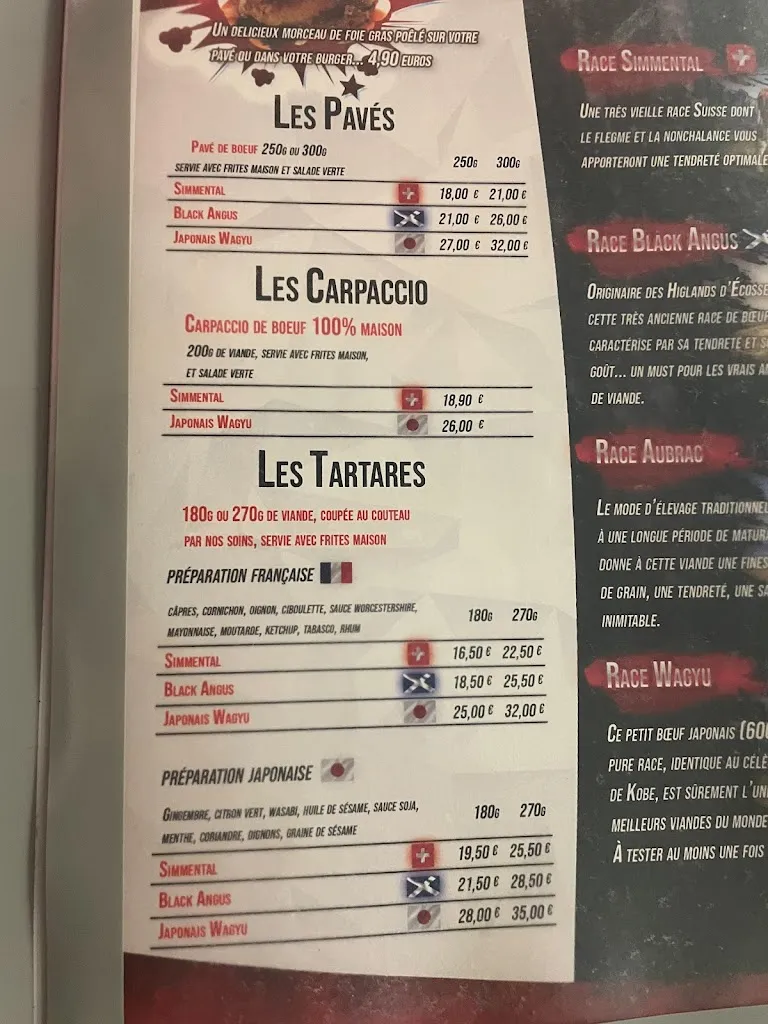 Un delicieux morceau de foie gras poêlé sur votre
pavé ou dans votre burger... 4,90 euros
Les Pavés
Pavé de boeuf 250g ou 300g
servie avec frites maison et salade verte
250g 300g
Simmental 18,00 € 21,00 €
Black Angus 21,00 € 26,00 €
Japonais Wagyu 27,00 € 32,00 €
Les Carpaccio
Carpaccio de boeuf 100% maison
200g de viande, servie avec frites maison,
et salade verte
Simmental 18,90 €
Japonais Wagyu 26,00 €
Les Tartares
180g ou 270g de viande, coupée au couteau
par nos soins, servie avec frites maison
Préparation française
Câpres, cornichon, oignon, ciboulette, sauce Worcestershire,
mayonnaise, moutarde, ketchup, tabasco, rhum
180g 270g
Simmental 16,50 € 22,50 €
Black Angus 18,50 € 25,50 €
Japonais Wagyu 25,00 € 32,00 €
Préparation japonaise
Gingembre, citron vert, wasabi, huile de sésame, sauce soja,
menthe, coriandre, oignons, graine de sésame
180g 270g
Simmental 19,50 € 25,50 €
Black Angus 21,50 € 28,50 €
Japonais Wagyu 28,00 € 35,00 €
Race Simmental
Une très vieille race Suisse dont
le flegme et la nonchalance vous
apporteront une tendreté optimale
Race Black Angus
Originaire des Higlands d'Écosse
cette très ancienne race de bœuf
caractérise par sa tendreté et
goût... un must pour les vrais
de viande.
Race Aubrac
Le mode d'élevage traditionnel
à une longue période de
donne à cette viande une
de grain, une tendreté, une
inimitable.
Race Wagyu
Ce petit bœuf japonais
pure race, identique au
de Kobe, est sûrement
meilleurs viandes du monde
À tester au moins une fois